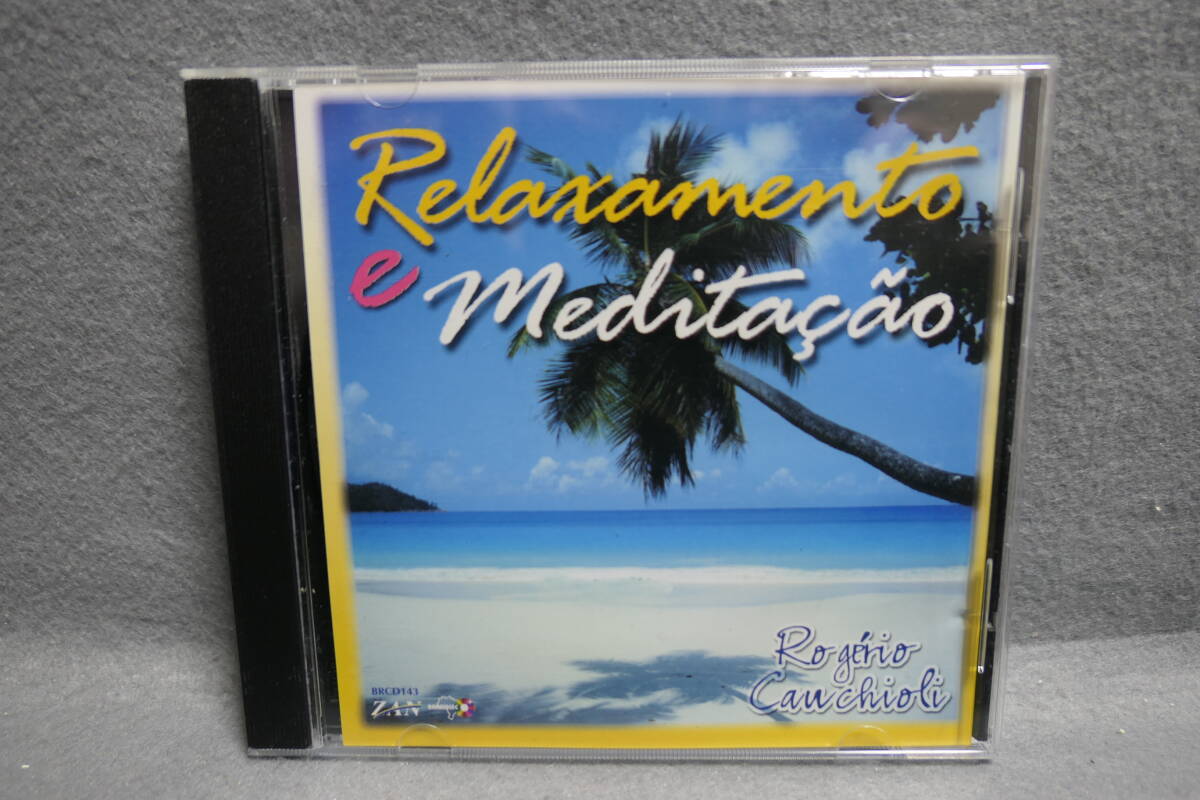 Relaxamento
e Meditação
Rogério
Cauchioli
BRCD143
ZAN